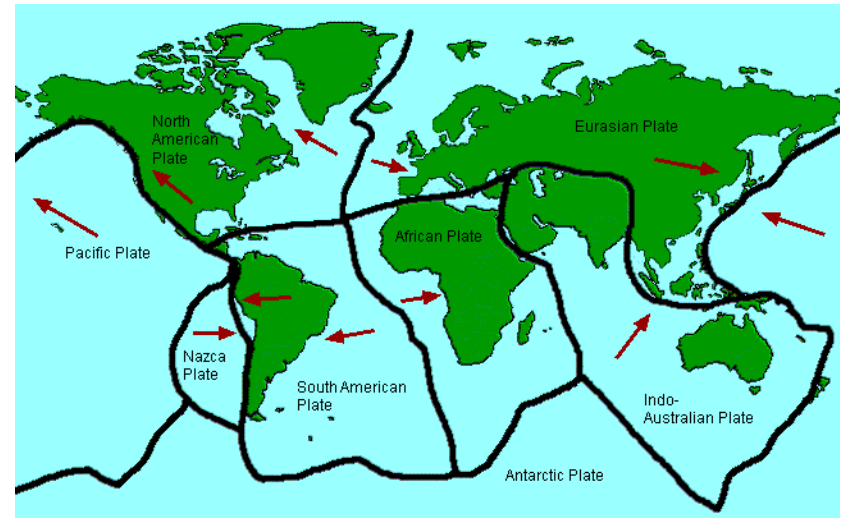 North
American
Plate
Eurasian Plate
Pacific Plate
African Plate
Nazca
Plate
South American
Plate
Indo-
Australian Plate
Antarctic Plate